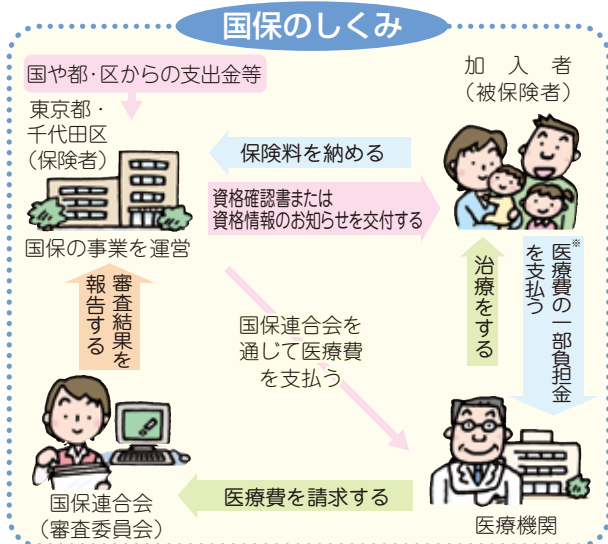 国保のしくみ
国や都・区からの支出金等
東京都・
千代田区
（保険者）
国保の事業を運営
加入者
（被保険者）
保険料を納める
資格確認書または
資格情報のお知らせを交付する
審査結果を
報告する
国保連合会を
通じて医療費
を支払う
治療をする
※
医療費の一部負担金
を支払う
国保連合会
（審査委員会）
医療費を請求する
医療機関